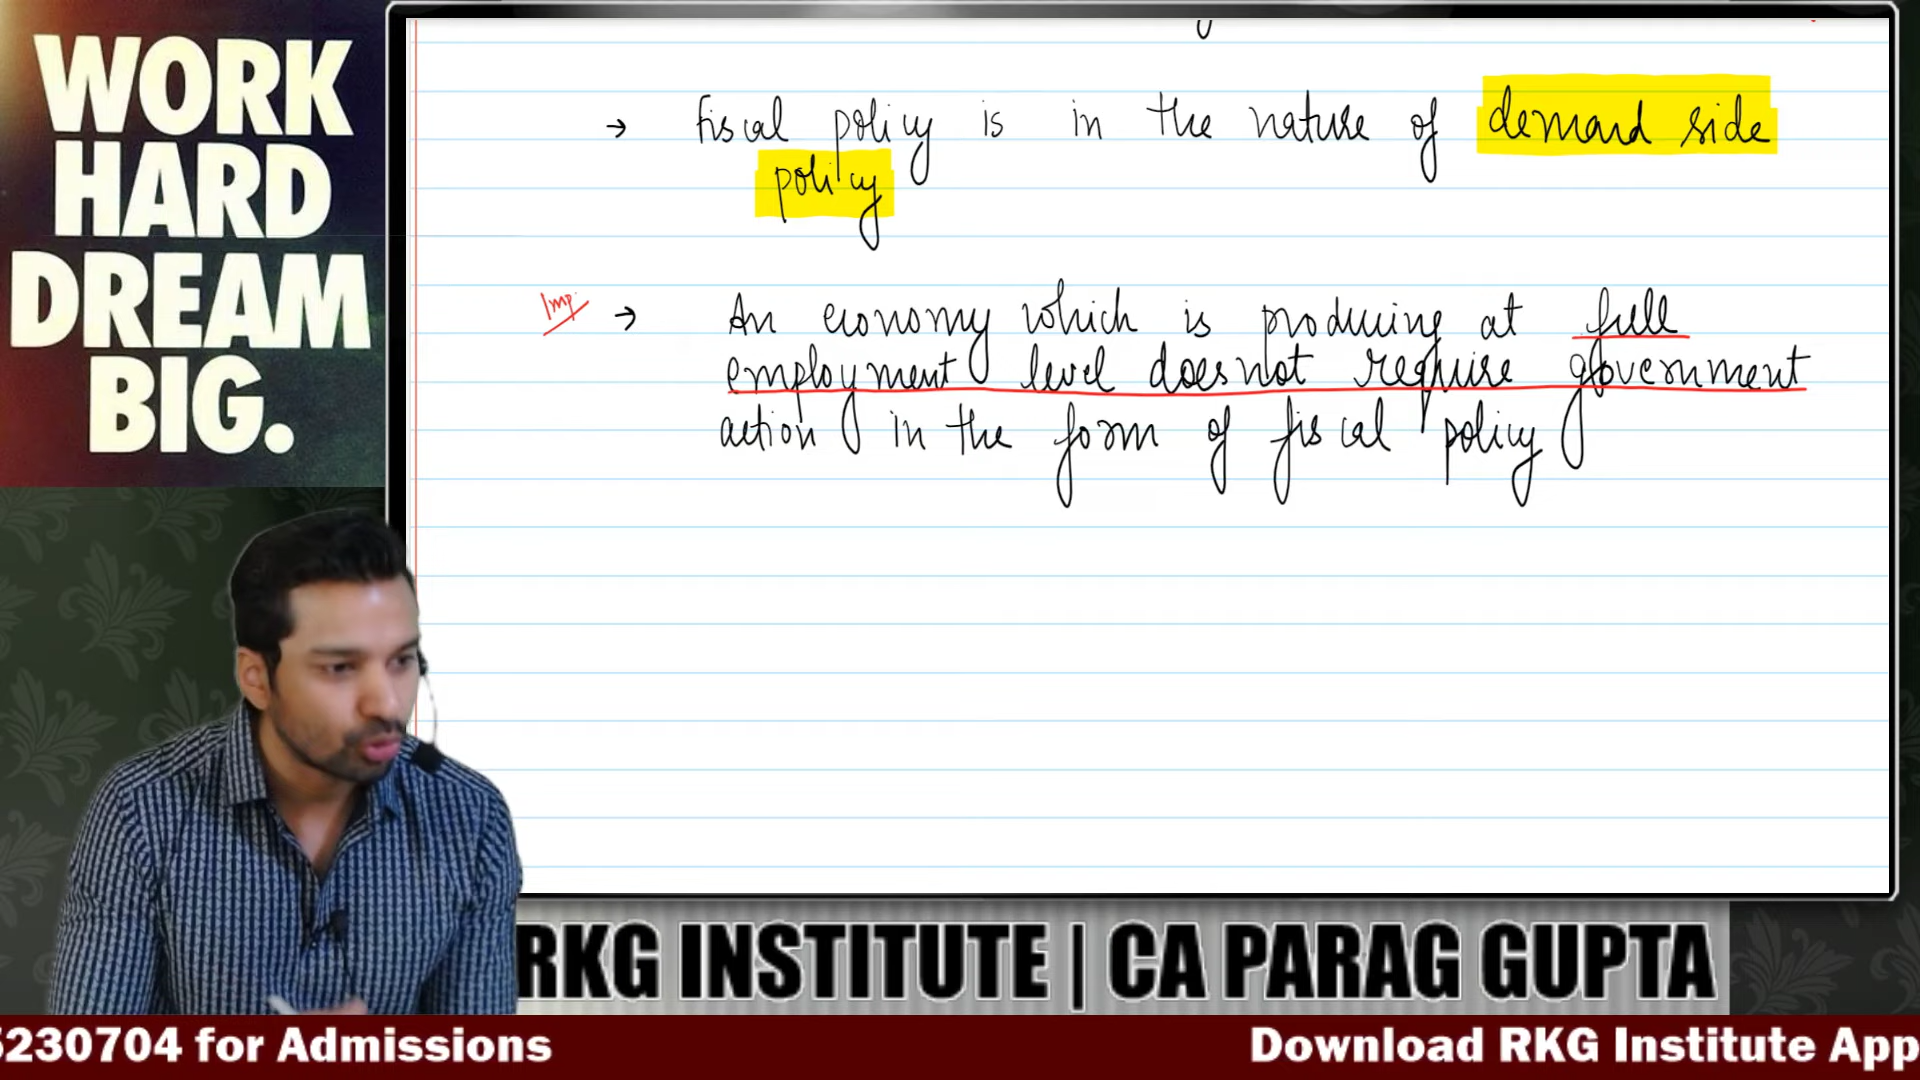 WORK
HARD
DREAM
BIG.
→ fiscal policy is in the nature of demand side
policy
Imp. → An economy which is producing at full
employment level does not require government
action in the form of fiscal policy
RKG INSTITUTE | CA PARAG GUPTA
5230704 for Admissions
Download RKG Institute App